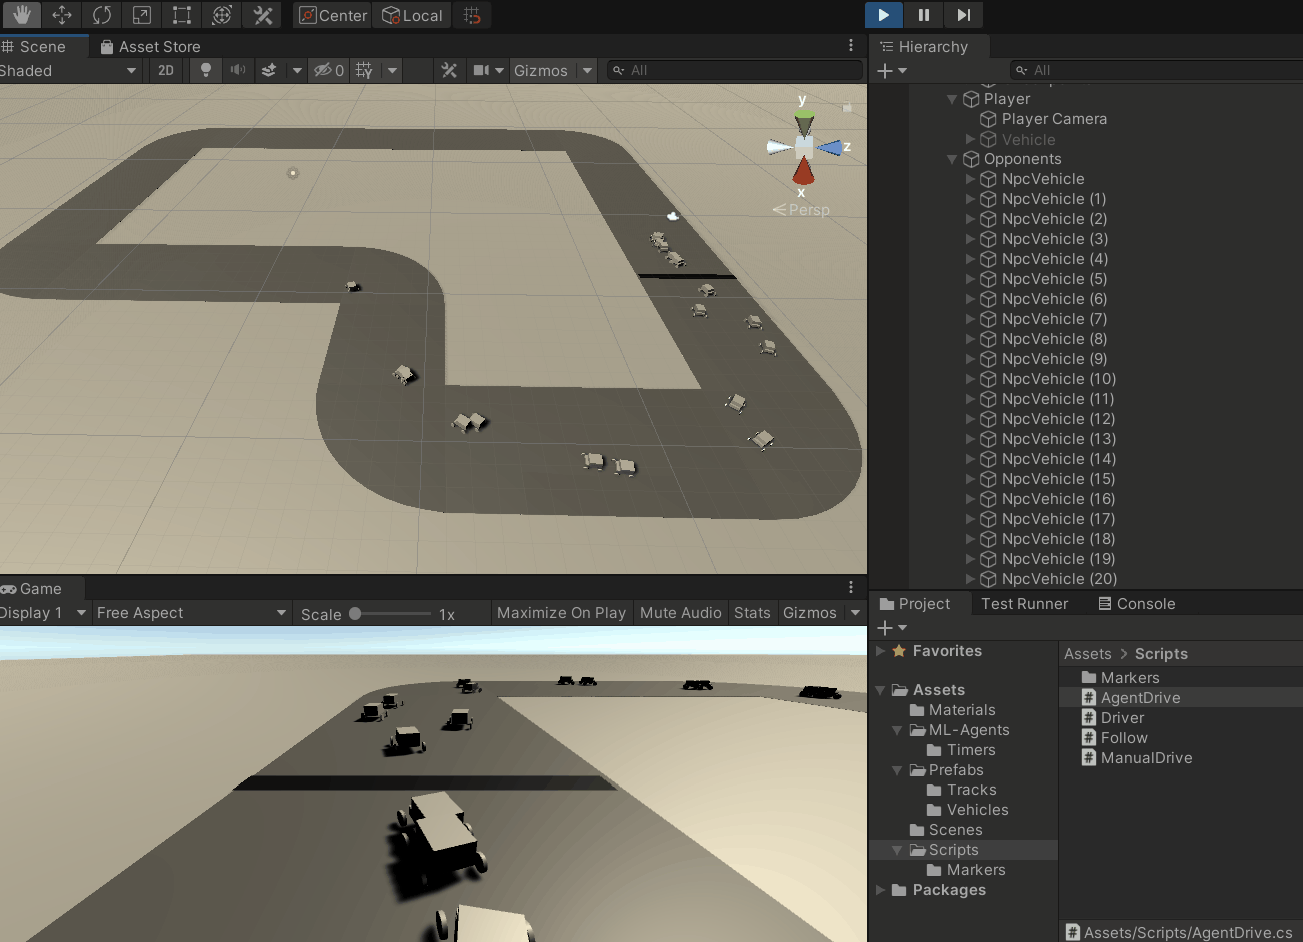 Center Local
Scene Asset Store
Shaded 2D 0 Gizmos All
y
z
x
Persp
Game
Display 1 Free Aspect Scale 1x Maximize On Play Mute Audio Stats Gizmos
Hierarchy
All
Player
Player Camera
Vehicle
Opponents
NpcVehicle
NpcVehicle (1)
NpcVehicle (2)
NpcVehicle (3)
NpcVehicle (4)
NpcVehicle (5)
NpcVehicle (6)
NpcVehicle (7)
NpcVehicle (8)
NpcVehicle (9)
NpcVehicle (10)
NpcVehicle (11)
NpcVehicle (12)
NpcVehicle (13)
NpcVehicle (14)
NpcVehicle (15)
NpcVehicle (16)
NpcVehicle (17)
NpcVehicle (18)
NpcVehicle (19)
NpcVehicle (20)
Project Test Runner Console
Favorites
Assets
Materials
ML-Agents
Timers
Prefabs
Tracks
Vehicles
Scenes
Scripts
Markers
Packages
Assets > Scripts
Markers
AgentDrive
Driver
Follow
ManualDrive
Assets/Scripts/AgentDrive.cs